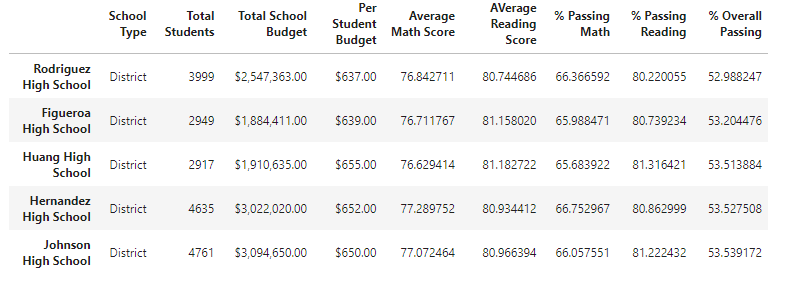 School Type Total Students Total School Budget Per Student Budget Average Math Score AVerage Reading Score % Passing Math % Passing Reading % Overall Passing
Rodriguez High School District 3999 $2,547,363.00 $637.00 76.842711 80.744686 66.366592 80.220055 52.988247
Figueroa High School District 2949 $1,884,411.00 $639.00 76.711767 81.158020 65.988471 80.739234 53.204476
Huang High School District 2917 $1,910,635.00 $655.00 76.629414 81.182722 65.683922 81.316421 53.513884
Hernandez High School District 4635 $3,022,020.00 $652.00 77.289752 80.934412 66.752967 80.862999 53.527508
Johnson High School District 4761 $3,094,650.00 $650.00 77.072464 80.966394 66.057551 81.222432 53.539172